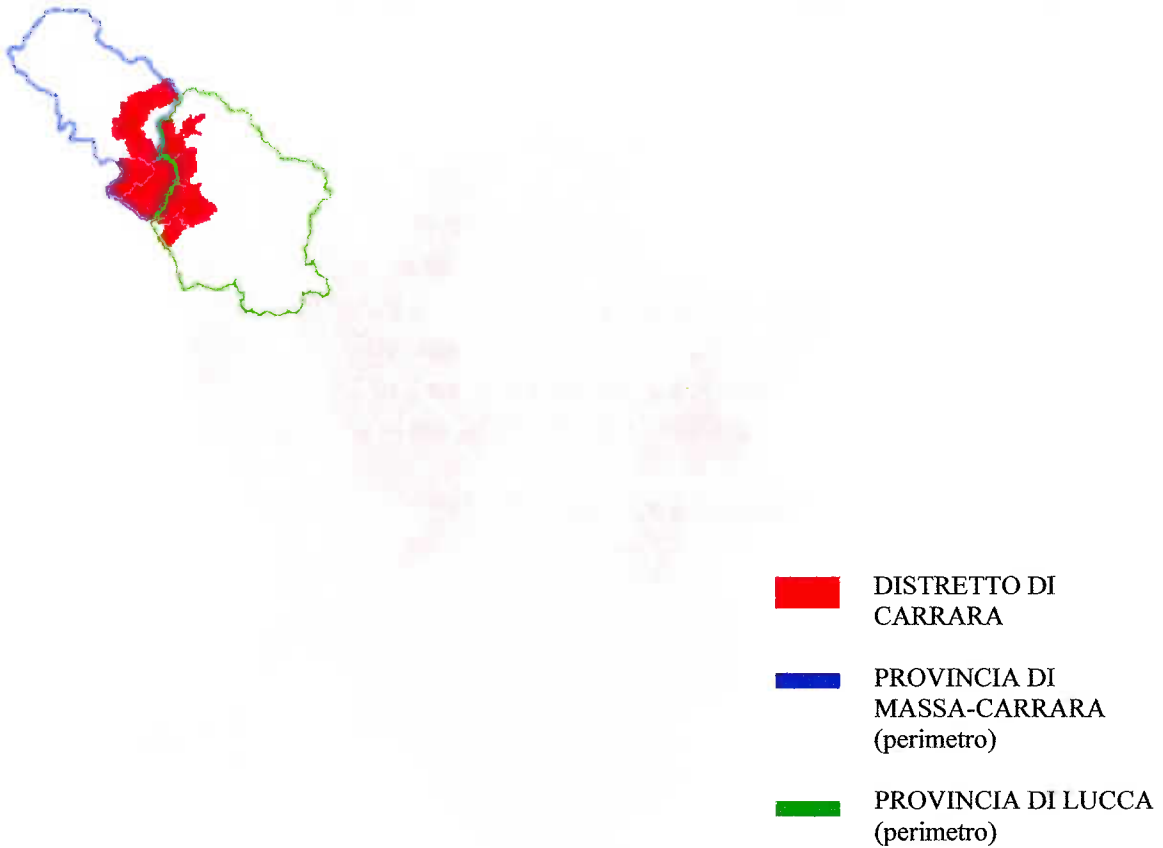 DISTRETTO DI
CARRARA
PROVINCIA DI
MASSA-CARRARA
(perimetro)
PROVINCIA DI LUCCA
(perimetro)